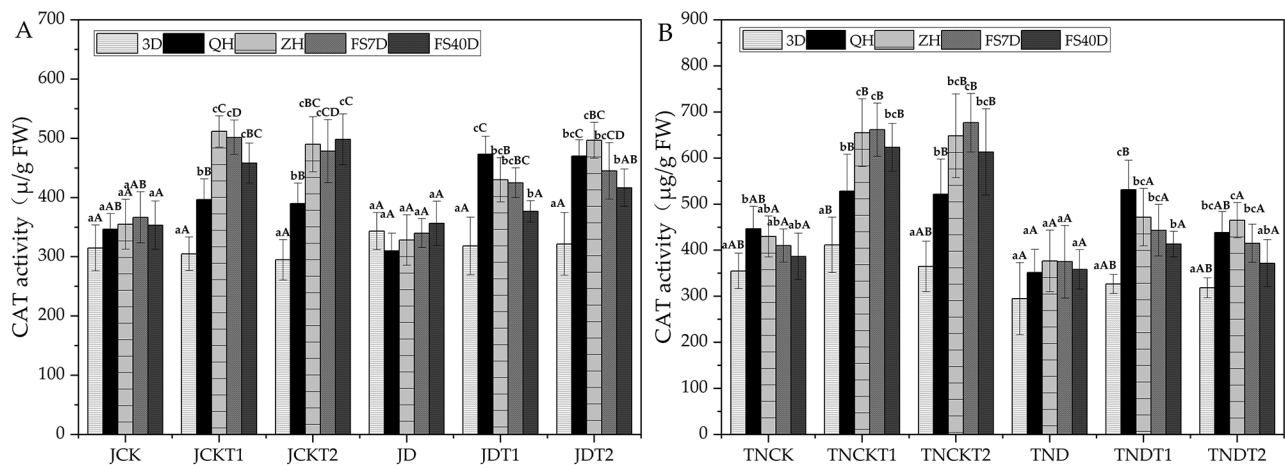 A
700
600
500
400
300
200
100
0
CAT activity（μ/g FW)
3D QH ZH FS7D FS40D
aA aAB aA aAB aA
aA bB cC cD cBC
aA bB cBC cCD cC
aA aA aA aA aA
aA cC bcB bcBC bA
aA bcC cBC bcCD bAB
JCK JCKT1 JCKT2 JD JDT1 JDT2
B
900
800
700
600
500
400
300
200
100
0
CAT activity（μg/g FW)
3D QH ZH FS7D FS40D
aAB bAB abA abA abA
aB bB cB cB bcB
aAB bB bcB cB bcB
aA aA aA aA aA
aAB cB bcA bA bA
aAB bcAB cA bA abA
TNCK TNCKT1 TNCKT2 TND TNDT1 TNDT2